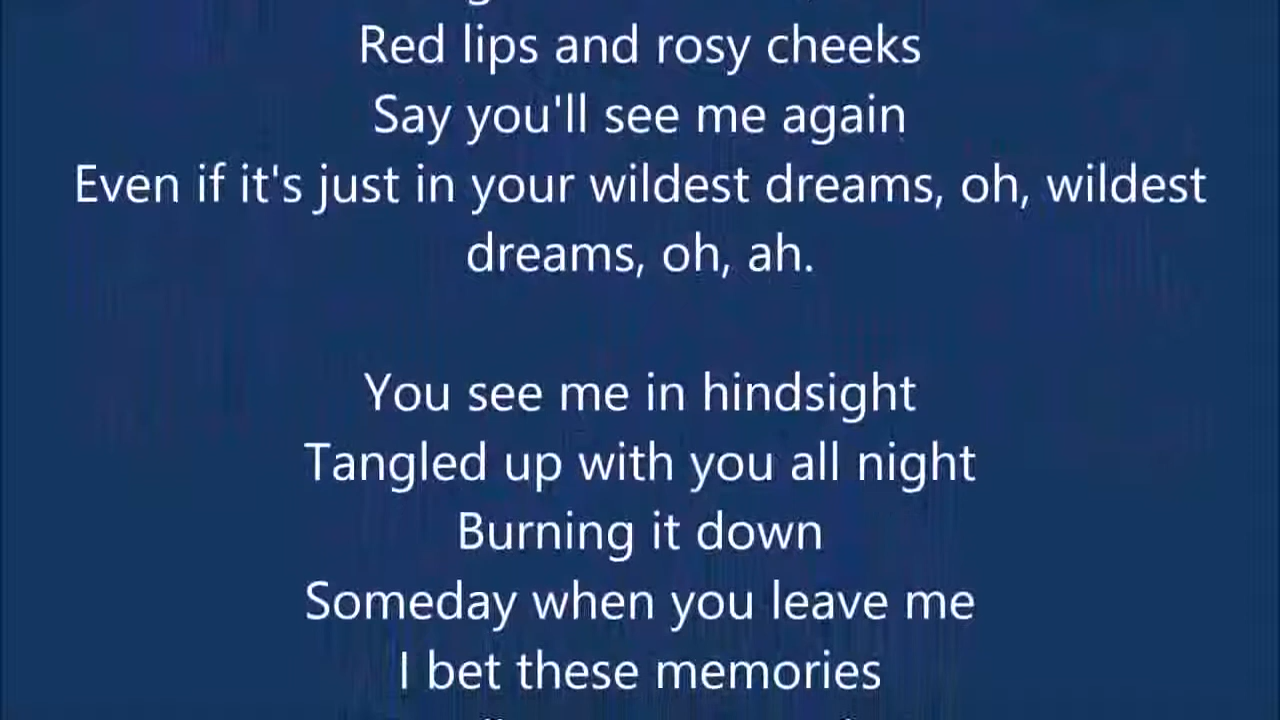 Red lips and rosy cheeks
Say you'll see me again
Even if it's just in your wildest dreams, oh, wildest
dreams, oh, ah.
You see me in hindsight
Tangled up with you all night
Burning it down
Someday when you leave me
I bet these memories